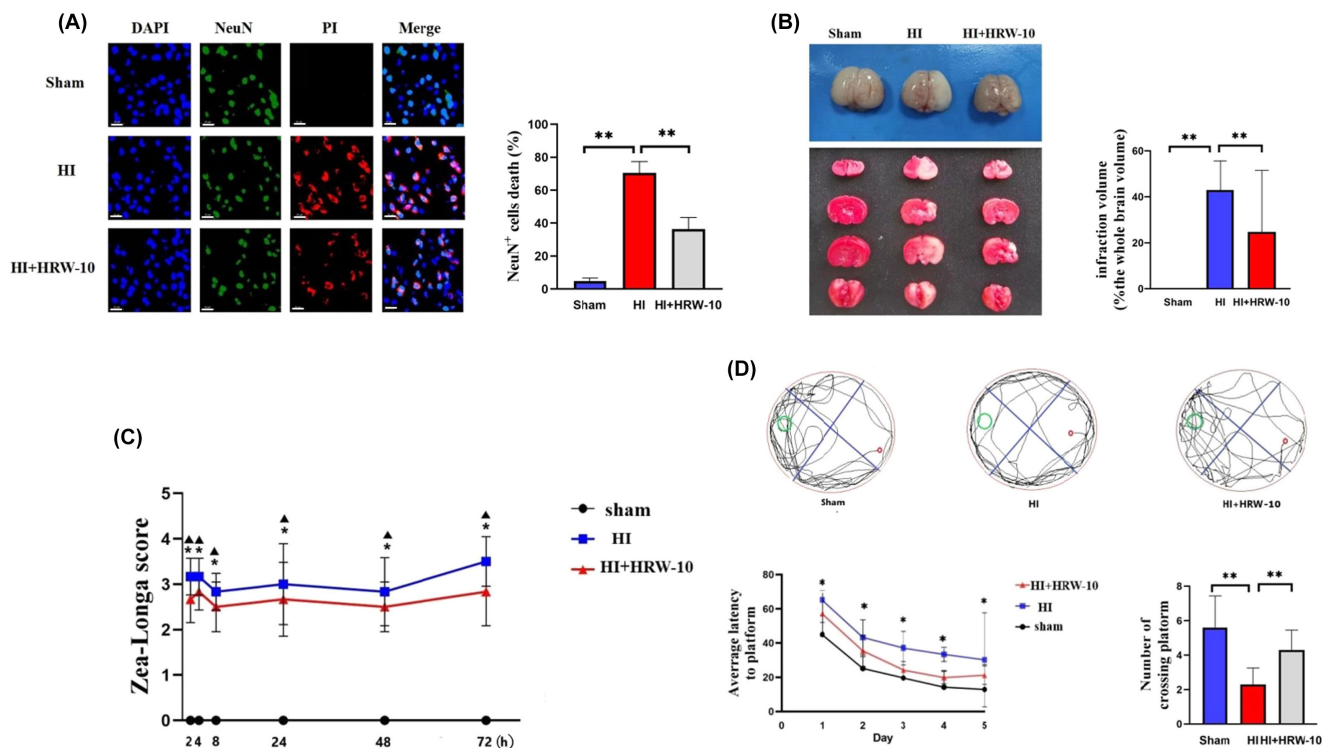 (A)
DAPI NeuN PI Merge
Sham
HI
HI+HRW-10
NeuN+ cells death (%)
100
80
60
40
20
0
** **
Sham HI HI+HRW-10
(B)
Sham HI HI+HRW-10
infraction volume
(%the whole brain volume)
60
40
20
0
** **
Sham HI HI+HRW-10
(C)
Zea-Longa score
5
4
3
2
1
0
▲▲ ▲ ▲ ▲ ▲
** * * * *
2 4 8 24 48 72 (h)
sham
HI
HI+HRW-10
(D)
Sham HI HI+HRW-10
Averrage latency
to platform
80
60
40
20
0
* * * * *
0 1 2 3 4 5
Day
HI+HRW-10
HI
sham
Number of
crossing platorm
8
6
4
2
0
** **
Sham HI HI+HRW-10